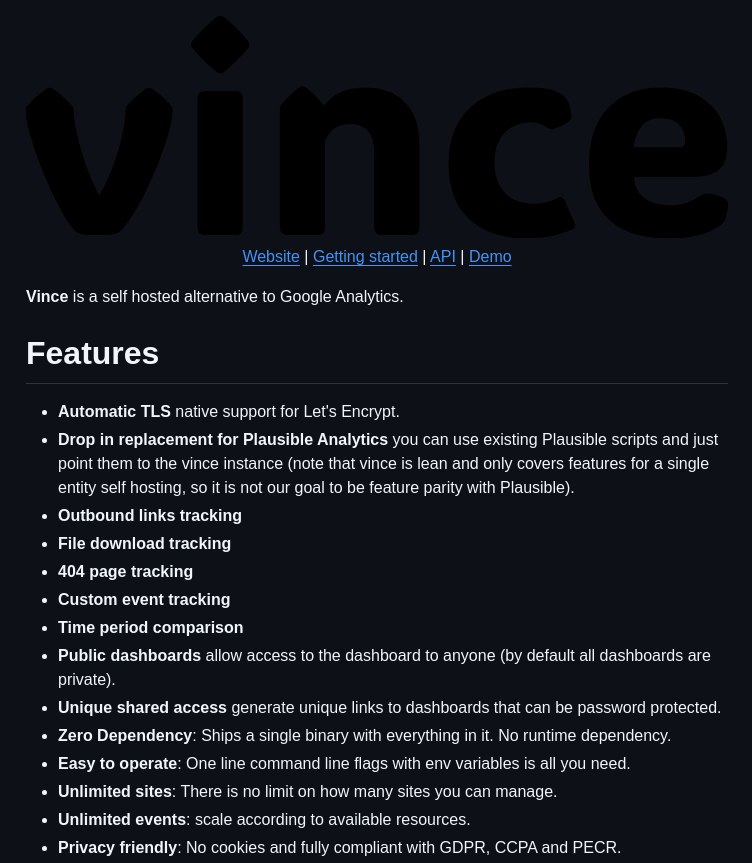 vince
Website | Getting started | API | Demo
Vince is a self hosted alternative to Google Analytics.
Features
• Automatic TLS native support for Let's Encrypt.
• Drop in replacement for Plausible Analytics you can use existing Plausible scripts and just
point them to the vince instance (note that vince is lean and only covers features for a single
entity self hosting, so it is not our goal to be feature parity with Plausible).
• Outbound links tracking
• File download tracking
• 404 page tracking
• Custom event tracking
• Time period comparison
• Public dashboards allow access to the dashboard to anyone (by default all dashboards are
private).
• Unique shared access generate unique links to dashboards that can be password protected.
• Zero Dependency: Ships a single binary with everything in it. No runtime dependency.
• Easy to operate: One line command line flags with env variables is all you need.
• Unlimited sites: There is no limit on how many sites you can manage.
• Unlimited events: scale according to available resources.
• Privacy friendly: No cookies and fully compliant with GDPR, CCPA and PECR.